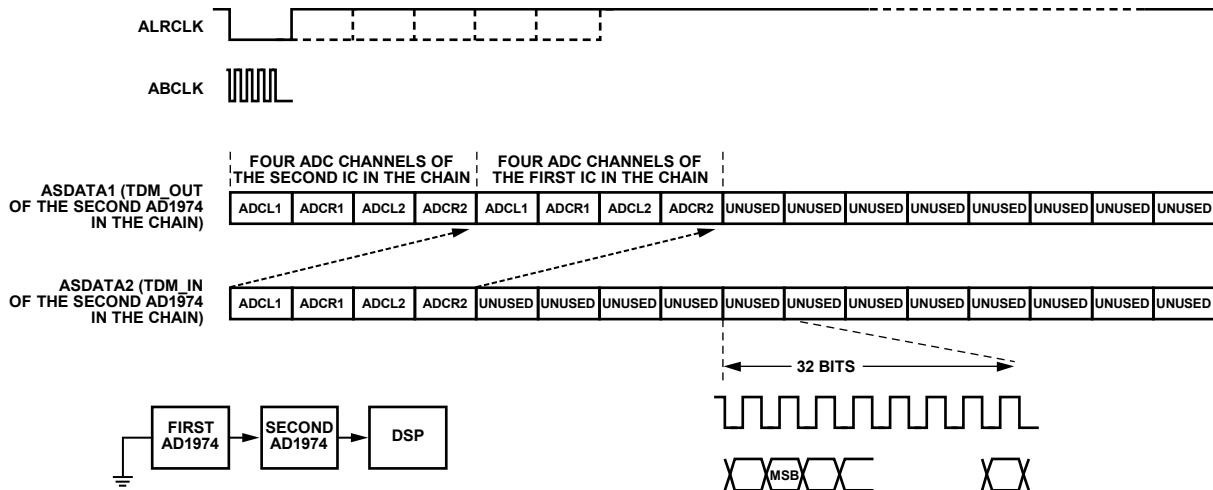 ALRCLK
ABCLK
FOUR ADC CHANNELS OF
THE SECOND IC IN THE CHAIN
FOUR ADC CHANNELS OF
THE FIRST IC IN THE CHAIN
ASDATA1 (TDM_OUT
OF THE SECOND AD1974
IN THE CHAIN)
ADCL1 ADCR1 ADCL2 ADCR2 ADCL1 ADCR1 ADCL2 ADCR2 UNUSED UNUSED UNUSED UNUSED UNUSED UNUSED UNUSED UNUSED
ASDATA2 (TDM_IN
OF THE SECOND AD1974
IN THE CHAIN)
ADCL1 ADCR1 ADCL2 ADCR2 UNUSED UNUSED UNUSED UNUSED UNUSED UNUSED UNUSED UNUSED UNUSED UNUSED UNUSED UNUSED
32 BITS
FIRST
AD1974
SECOND
AD1974
DSP
MSB